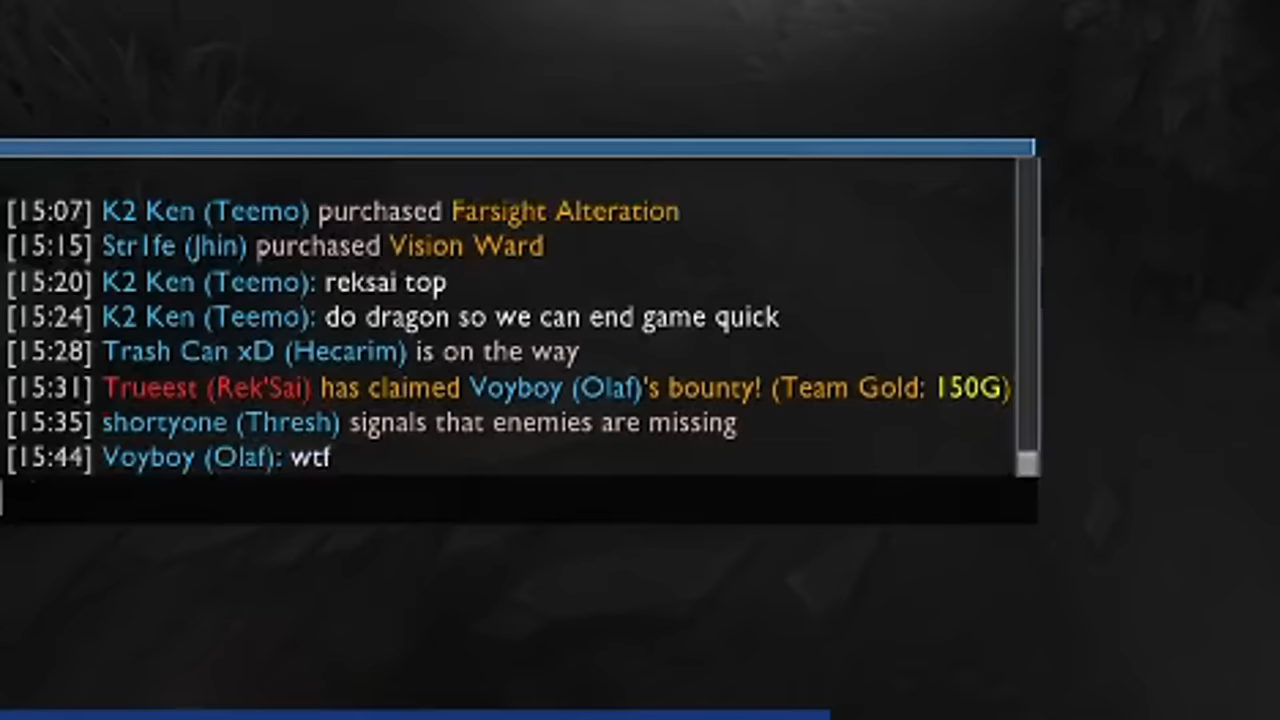 [15:07] K2 Ken (Teemo) purchased Farsight Alteration
[15:15] Str1fe (Jhin) purchased Vision Ward
[15:20] K2 Ken (Teemo): reksai top
[15:24] K2 Ken (Teemo): do dragon so we can end game quick
[15:28] Trash Can xD (Hecarim) is on the way
[15:31] Trueest (Rek'Sai) has claimed Voyboy (Olaf)'s bounty! (Team Gold: 150G)
[15:35] shortyone (Thresh) signals that enemies are missing
[15:44] Voyboy (Olaf): wtf